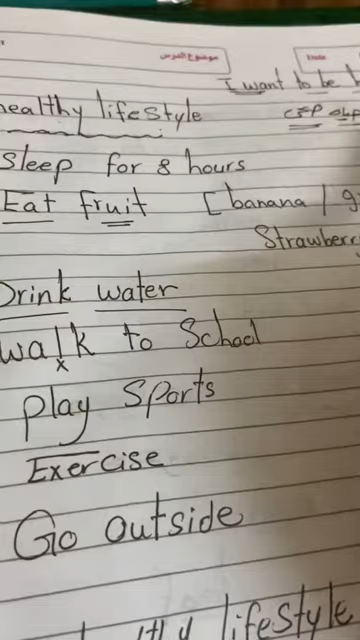 موضوع الدرس
I want to be
healthy lifestyle
Sleep for 8 hours
Eat fruit [banana /
Strawberr
Drink water
walk to School
x
Play Sports
Exercise
Go outside
lifestyle